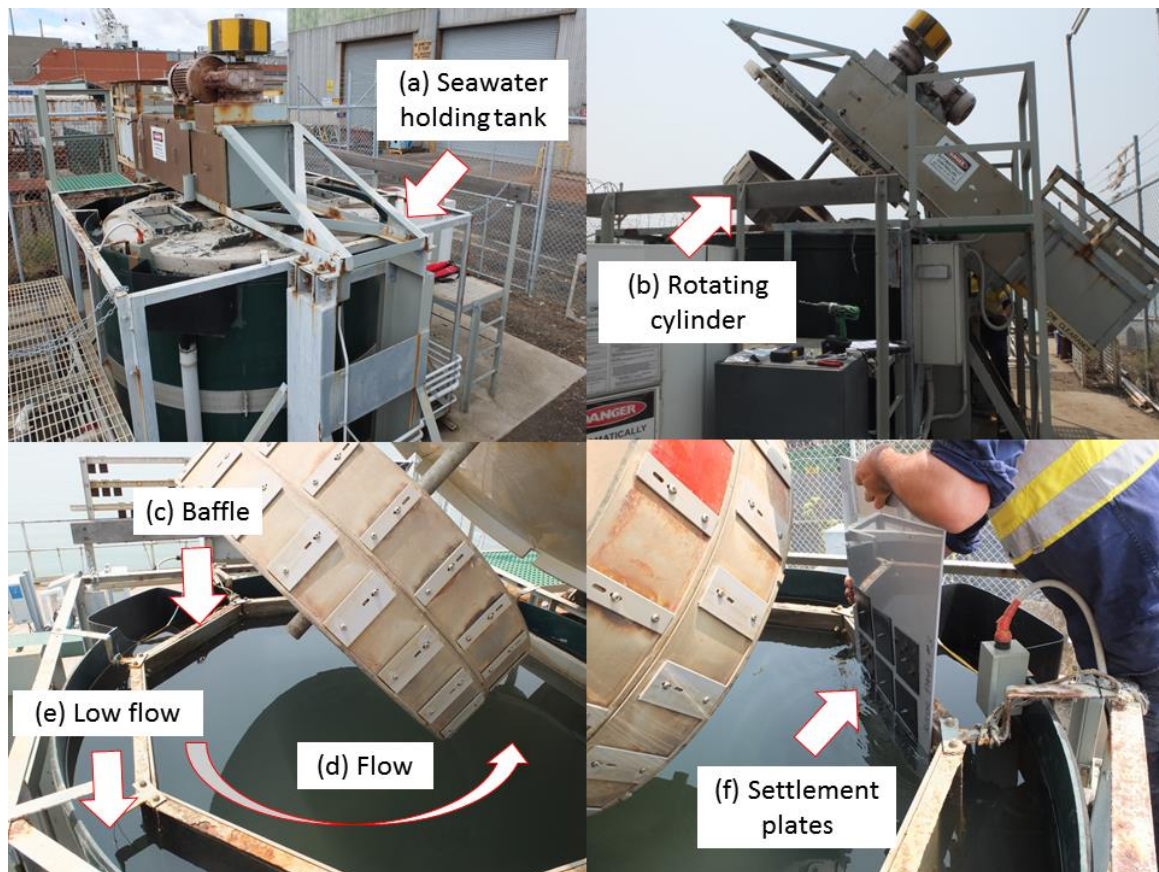 (a) Seawater
holding tank
(b) Rotating
cylinder
DANGER
(c) Baffle
(e) Low flow
(d) Flow
(f) Settlement
plates